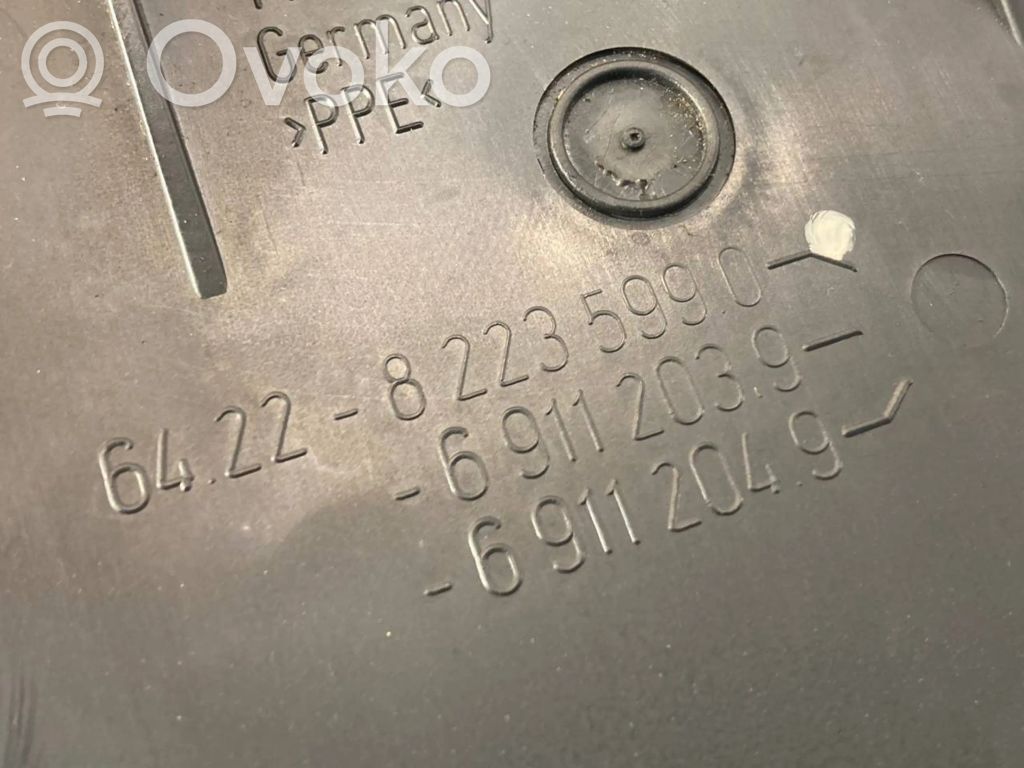 Germany
Ovoko
>PPE<
64.22-8 223 599 0
-6 911 203.9
-6 911 204.9